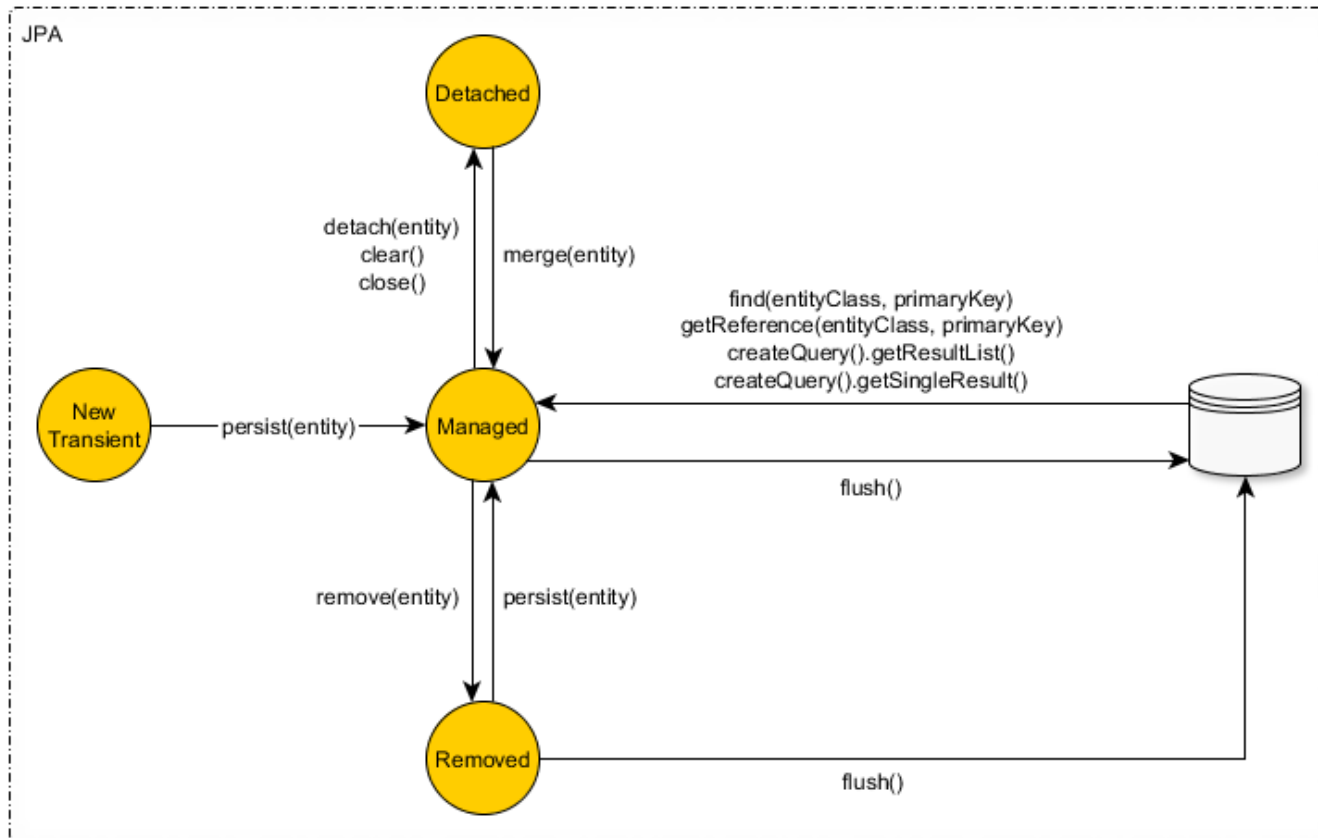 JPA
Detached
detach(entity)
clear()
close()
merge(entity)
find(entityClass, primaryKey)
getReference(entityClass, primaryKey)
createQuery().getResultList()
createQuery().getSingleResult()
New
Transient
persist(entity)
Managed
flush()
remove(entity)
persist(entity)
Removed
flush()